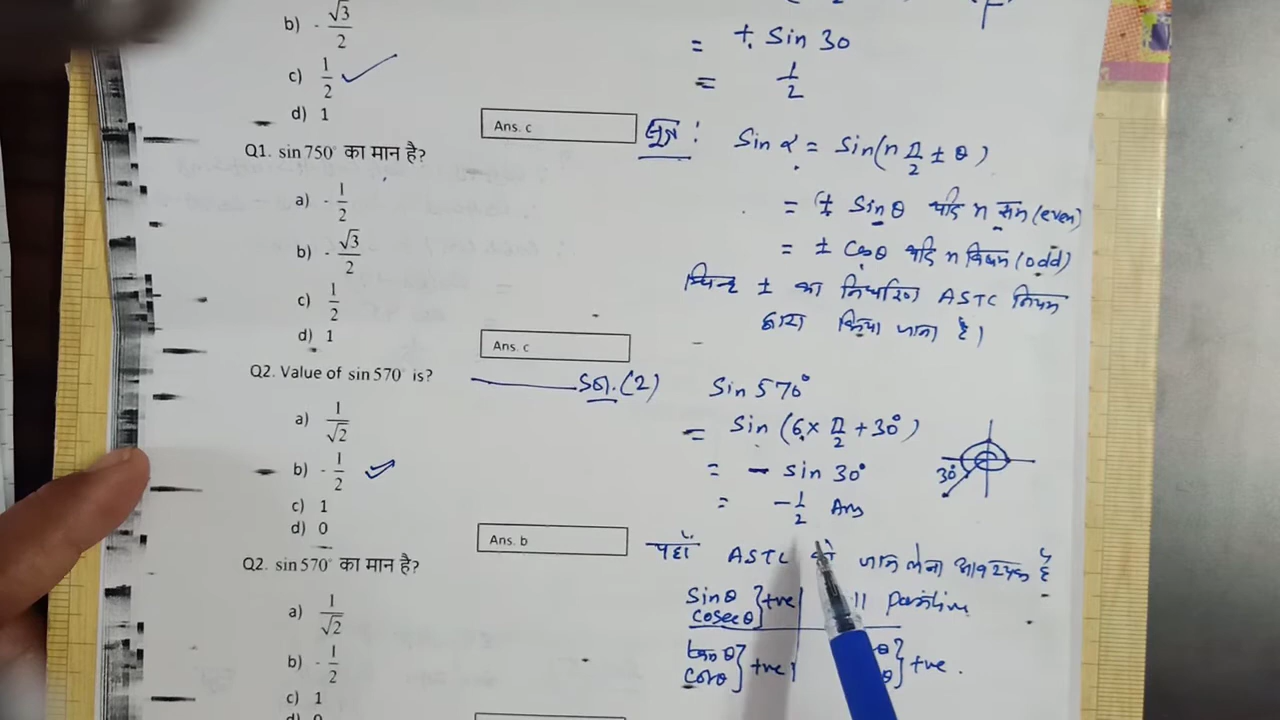 b) - √3/2
c) 1/2
d) 1
Ans. c
Q1. sin 750° का मान है?
a) - 1/2
b) - √3/2
c) 1/2
d) 1
Ans. c
Q2. Value of sin 570° is?
a) 1/√2
b) - 1/2
c) 1
d) 0
Ans. b
Q2. sin 570° का मान है?
a) 1/√2
b) - 1/2
c) 1
= +. Sin 30
= 1/2
सूत्र : Sin α = Sin(n π/2 ± θ)
= (± Sin θ यदि n सम (even)
= ± Cosθ यदि n विषम (odd)
चिन्ह ± का निर्धारण ASTC नियम
द्वारा किया जाता है।
Sol. (2) Sin 570°
= Sin (6 × π/2 + 30°)
= - sin 30°
30°
= - 1/2 Ans
यहाँ ASTC जान लेना आवश्यक है
Sinθ cosecθ } +ve
ll Positive
tanθ cotθ } +ve
θ θ } +ve.